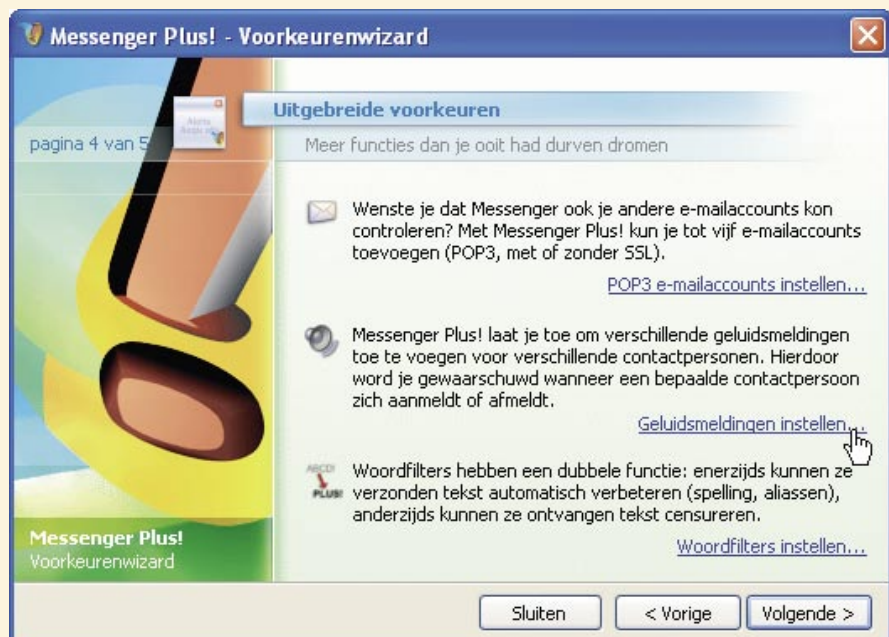 Messenger Plus! - Voorkeurenwizard
Uitgebreide voorkeuren
pagina 4 van 5
Meer functies dan je ooit had durven dromen
Wenste je dat Messenger ook je andere e-mailaccounts kon
controleren? Met Messenger Plus! kun je tot vijf e-mailaccounts
toevoegen (POP3, met of zonder SSL).
POP3 e-mailaccounts instellen...
Messenger Plus! laat je toe om verschillende geluidsmeldingen
toe te voegen voor verschillende contactpersonen. Hierdoor
word je gewaarschuwd wanneer een bepaalde contactpersoon
zich aanmeldt of afmeldt.
Geluidsmeldingen instellen...
ABCD!
PLUS!
Woordfilters hebben een dubbele functie: enerzijds kunnen ze
verzonden tekst automatisch verbeteren (spelling, aliassen),
anderzijds kunnen ze ontvangen tekst censureren.
Woordfilters instellen...
Messenger Plus!
Voorkeurenwizard
Sluiten
< Vorige
Volgende >